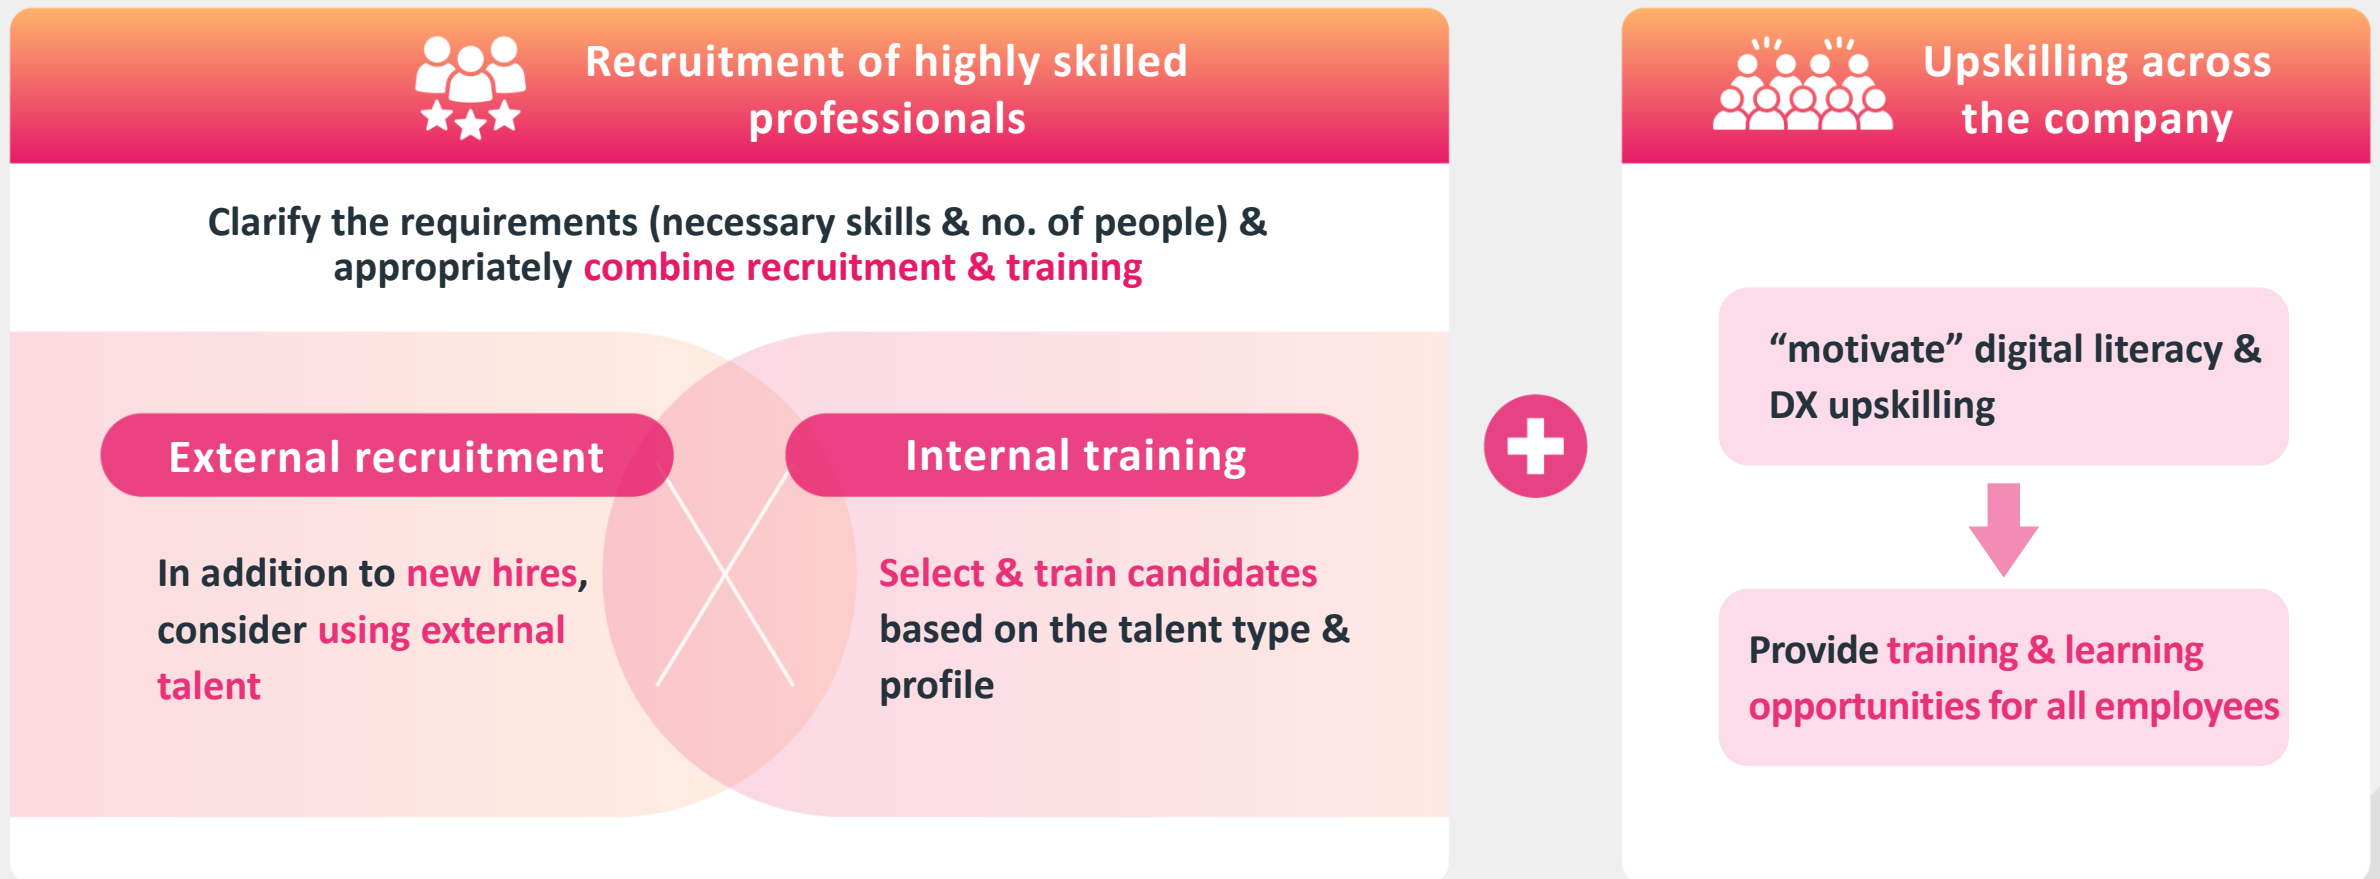 Recruitment of highly skilled
professionals
Clarify the requirements (necessary skills & no. of people) &
appropriately combine recruitment & training
External recruitment
In addition to new hires,
consider using external
talent
Internal training
Select & train candidates
based on the talent type &
profile
Upskilling across
the company
“motivate” digital literacy &
DX upskilling
Provide training & learning
opportunities for all employees